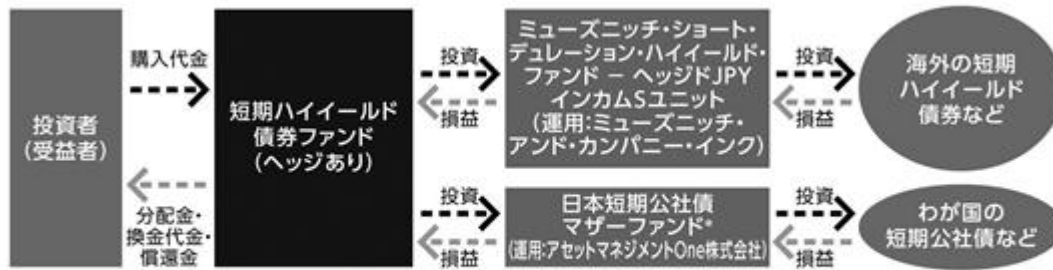 投資者
(受益者)
購入代金
分配金・
換金代金・
償還金
短期ハイイールド
債券ファンド
(ヘッジあり)
投資
損益
ミューズニッチ・ショート・
デュレーション・ハイイールド・
ファンド － ヘッジドJPY
インカムSユニット
(運用:ミューズニッチ・
アンド・カンパニー・インク)
投資
損益
海外の短期
ハイイールド
債券など
投資
損益
日本短期公社債
マザーファンド*
(運用:アセットマネジメントOne株式会社)
投資
損益
わが国の
短期公社債など